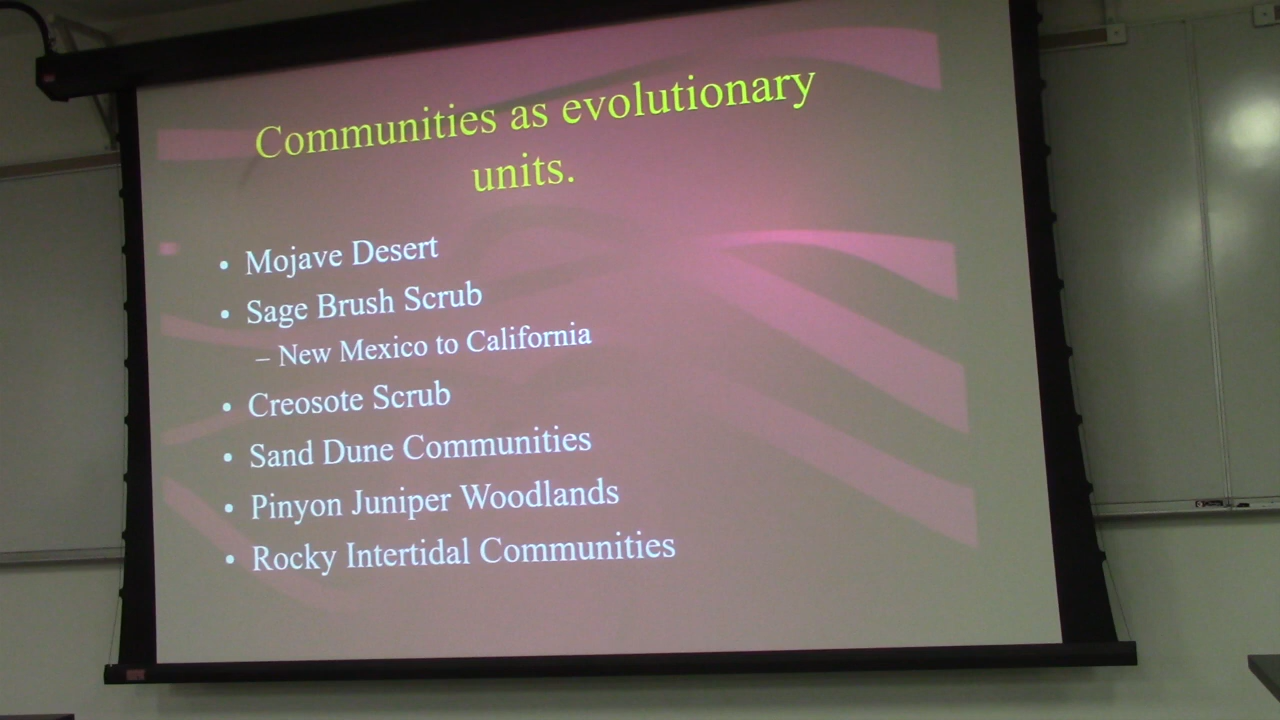 Communities as evolutionary
units.
• Mojave Desert
• Sage Brush Scrub
– New Mexico to California
• Creosote Scrub
• Sand Dune Communities
• Pinyon Juniper Woodlands
• Rocky Intertidal Communities